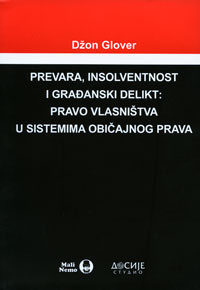 Džon Glover
PREVARA, INSOLVENTNOST
I GRAĐANSKI DELIKT:
PRAVO VLASNIŠTVA
U SISTEMIMA OBIČAJNOG PRAVA
Mali
Nemo
ДОСИЈЕ
СТУДИО